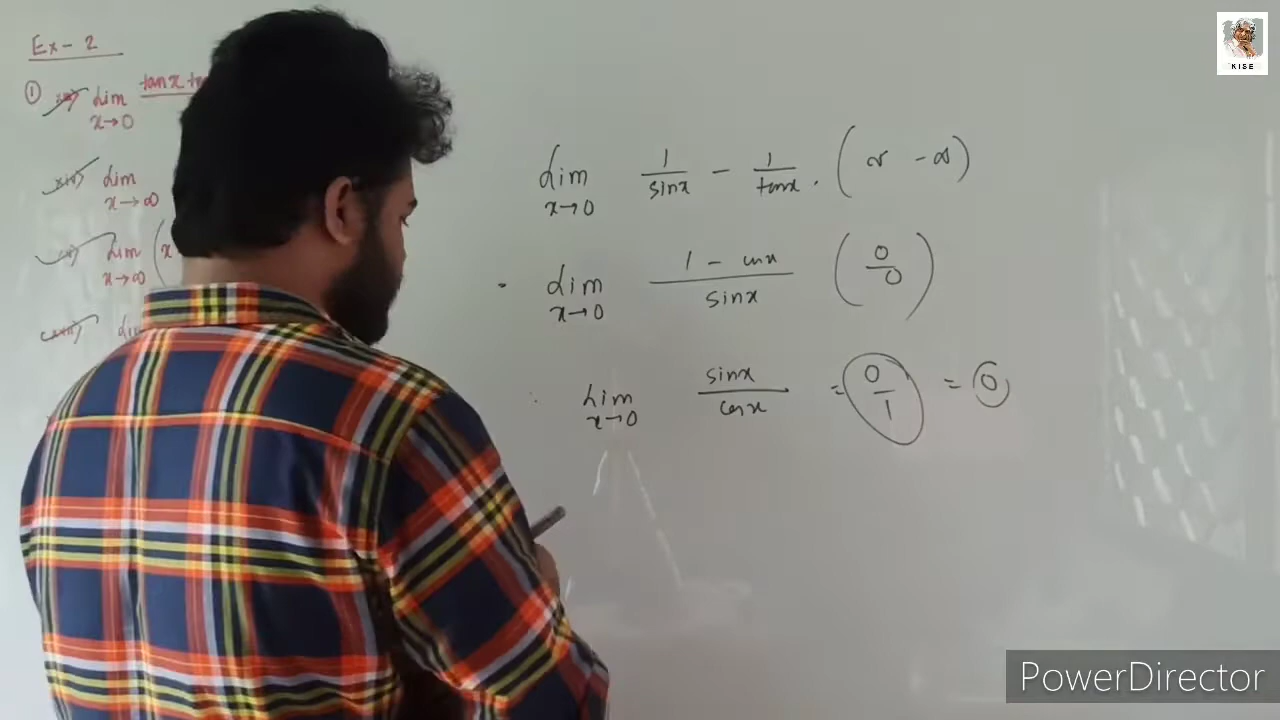 Ex- 2
① lim tanx
x→0
lim
x→∞
lim (x
x→∞
lim 1/sinx - 1/tanx . (∞ -∞)
x→0
lim 1 - cosx / sinx (0/0)
x→0
lim sinx / cosx = 0/1 = 0
x→0
KISE
PowerDirector